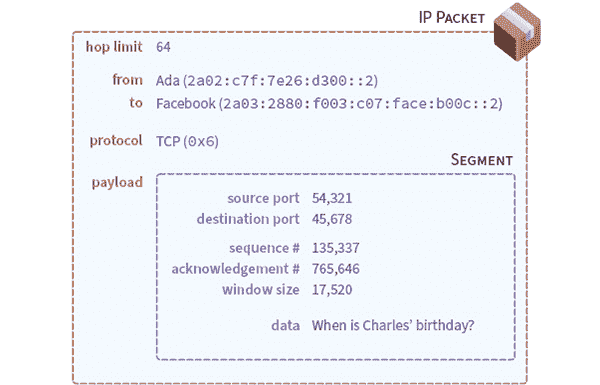 IP PACKET
hop limit 64
from Ada (2a02:c7f:7e26:d300::2)
to Facebook (2a03:2880:f003:c07:face:b00c::2)
protocol TCP (0x6)
SEGMENT
payload
source port 54,321
destination port 45,678
sequence # 135,337
acknowledgement # 765,646
window size 17,520
data When is Charles’ birthday?